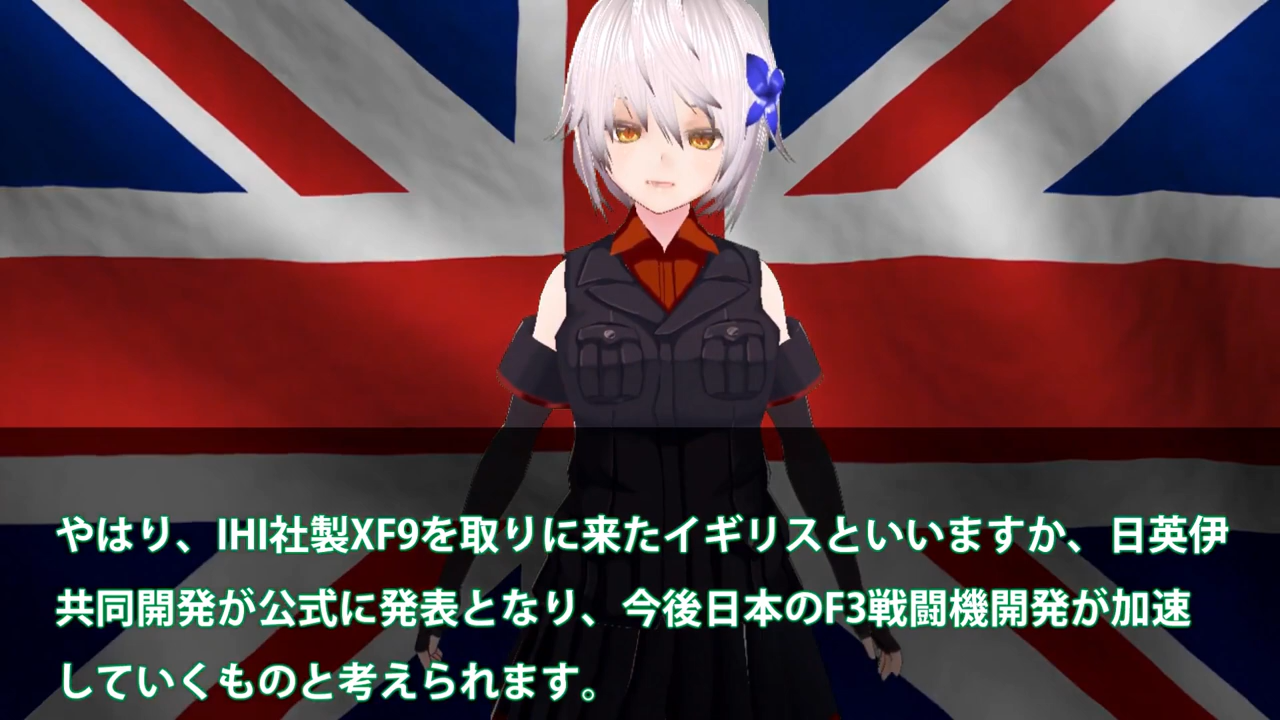 やはり、IHI社製XF9を取りに来たイギリスといいますか、日英伊
共同開発が公式に発表となり、今後日本のF3戦闘機開発が加速
していくものと考えられます。